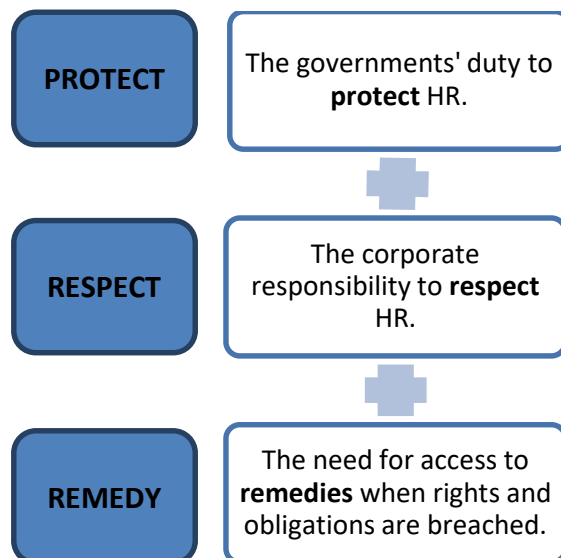 PROTECT
The governments' duty to
protect HR.
RESPECT
The corporate
responsibility to respect
HR.
REMEDY
The need for access to
remedies when rights and
obligations are breached.